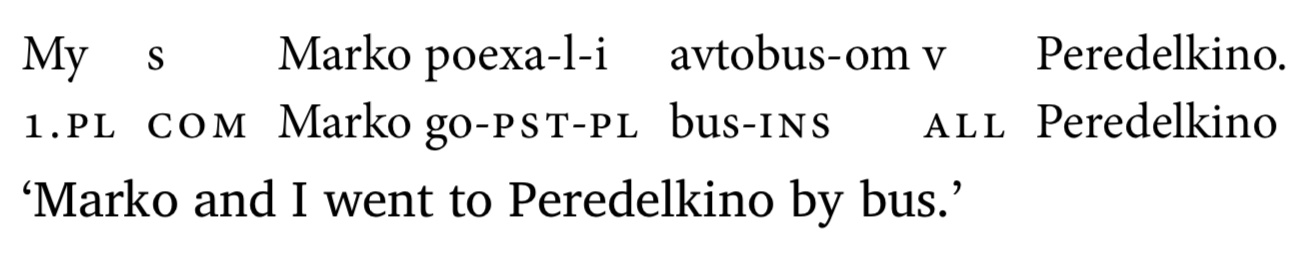 My s Marko poexa-l-i avtobus-om v Peredelkino.
1.PL COM Marko go-PST-PL bus-INS ALL Peredelkino
‘Marko and I went to Peredelkino by bus.’